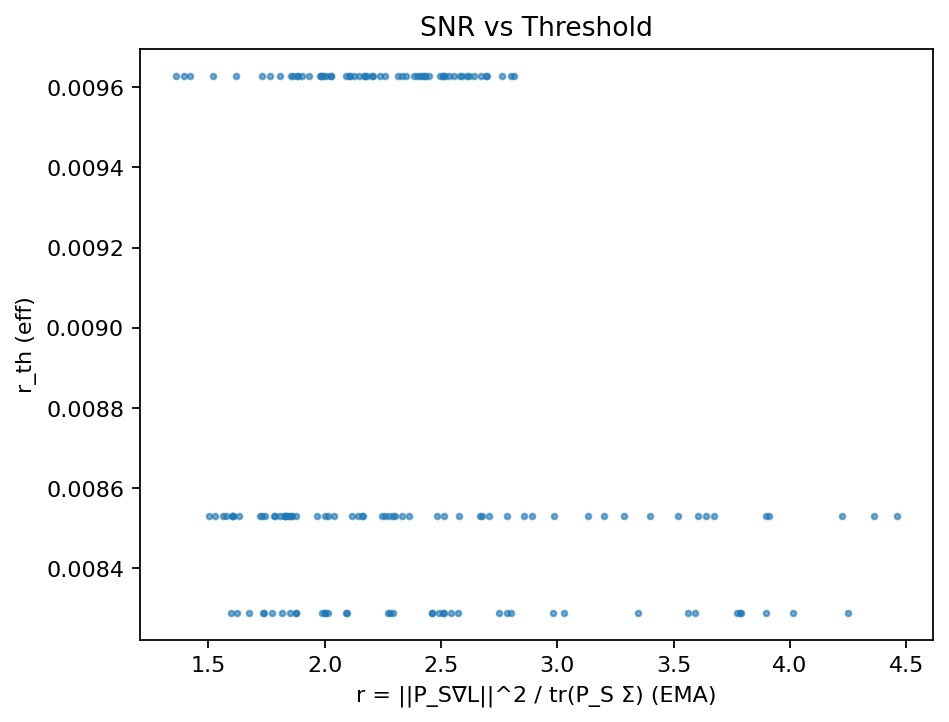 SNR vs Threshold
r_th (eff)
0.0096
0.0094
0.0092
0.0090
0.0088
0.0086
0.0084
1.5 2.0 2.5 3.0 3.5 4.0 4.5
r = ||P_S∇L||^2 / tr(P_S Σ) (EMA)